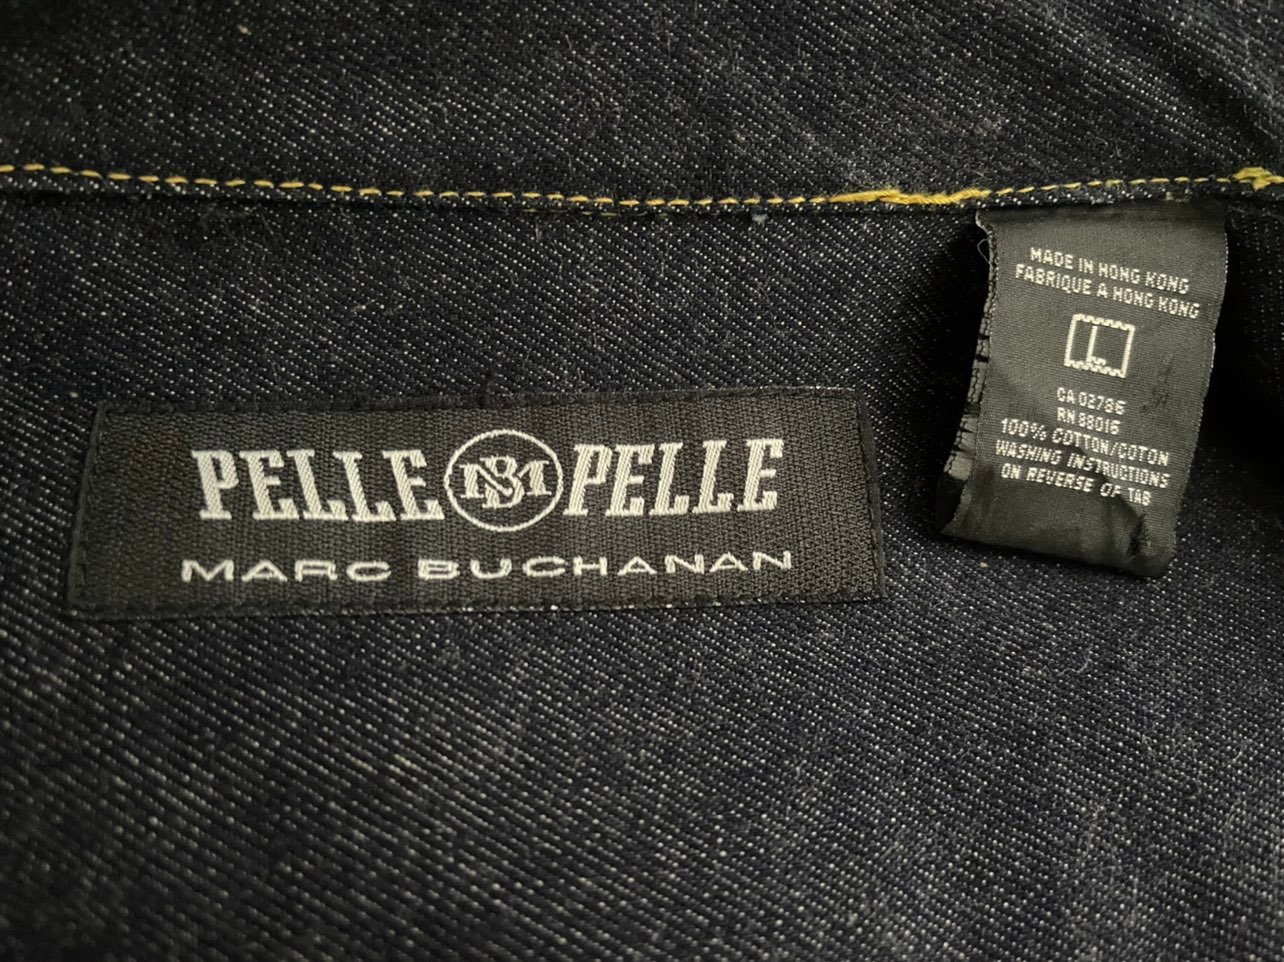 PELLE MB PELLE
MARC BUCHANAN
MADE IN HONG KONG
FABRIQUE A HONG KONG
L
CA 02786
RN 98016
100% COTTON/COTON
WASHING INSTRUCTIONS
ON REVERSE OF TAB